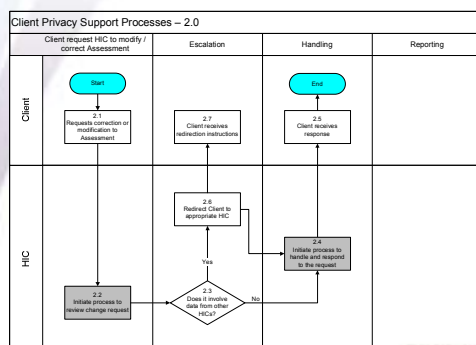 Client Privacy Support Processes – 2.0
Client request HIC to modify /
correct Assessment
Escalation
Handling
Reporting
Client
Start
End
2.1
Requests correction or
modification to
Assessment
2.7
Client receives
redirection instructions
2.5
Client receives
response
HIC
2.6
Redirect Client to
appropriate HIC
2.4
Initiate process to
handle and respond
to the request
Yes
2.2
Initiate process to
review change request
2.3
Does it involve
data from other
HICs?
No